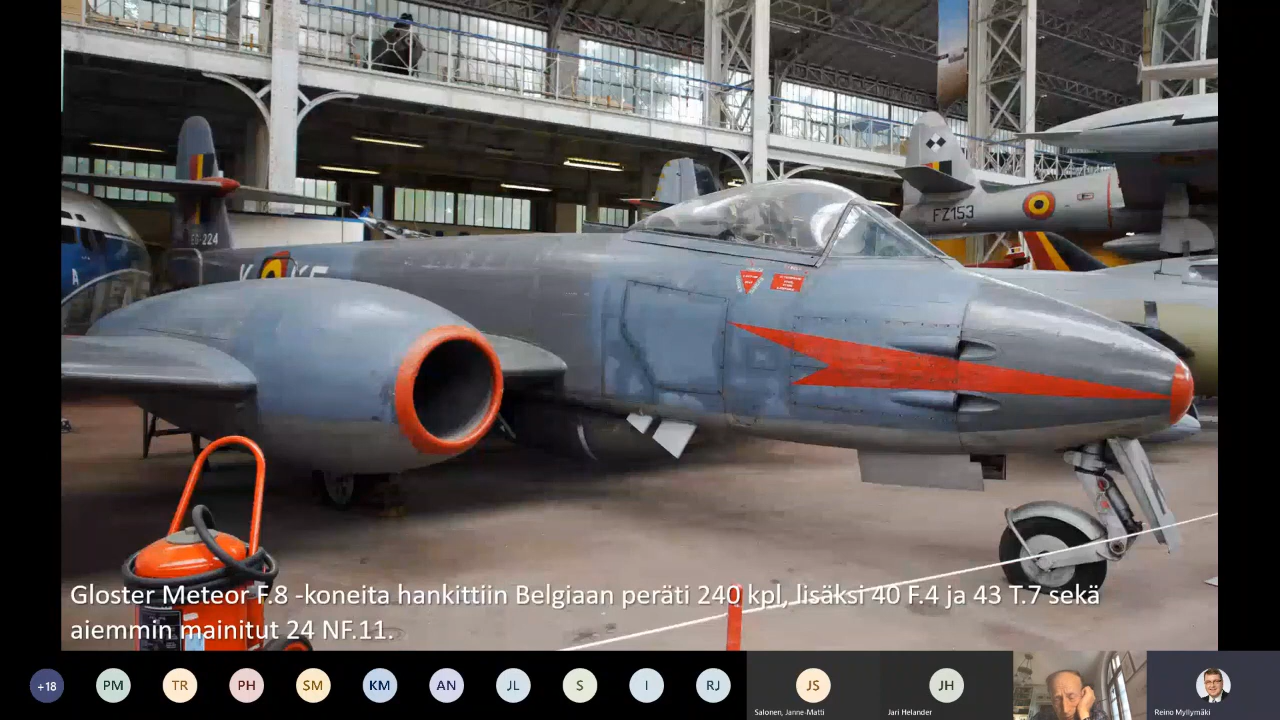 EG-224
FZ153
A
Gloster Meteor F.8 -koneita hankittiin Belgiaan peräti 240 kpl, lisäksi 40 F.4 ja 43 T.7 sekä
aiemmin mainitut 24 NF.11.
+18
PM
TR
PH
SM
KM
AN
JL
S
I
RJ
JS
JH
Salonen, Janne-Matti
Jari Helander
Reino Myllymäki